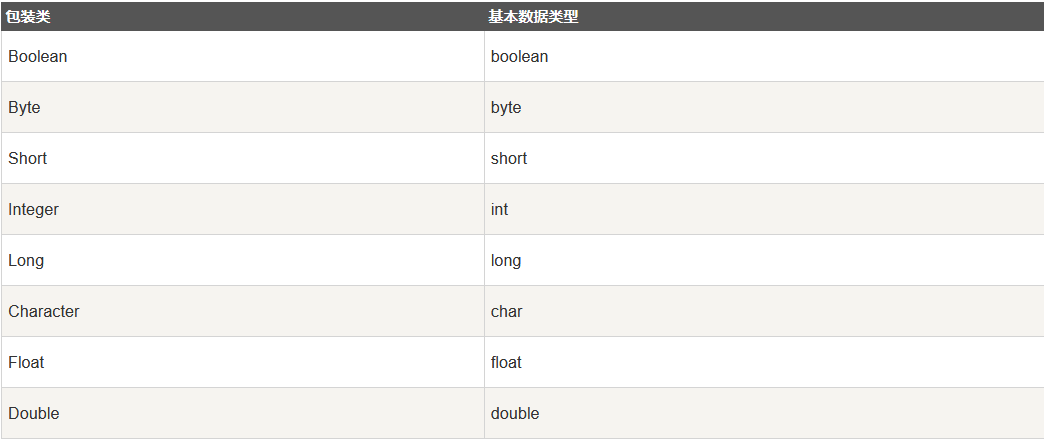 包装类 基本数据类型
Boolean boolean
Byte byte
Short short
Integer int
Long long
Character char
Float float
Double double